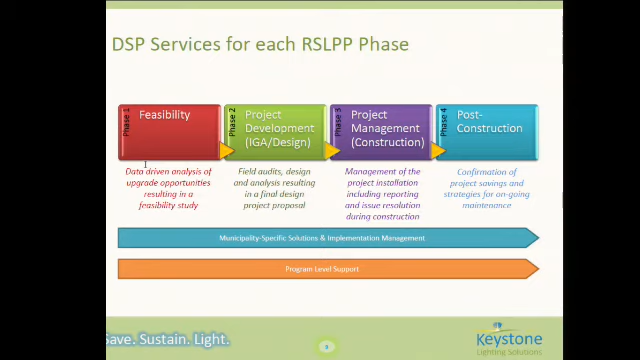 DSP Services for each RSLPP Phase
Phase 1
Feasibility
Phase 2
Project
Development
(IGA/Design)
Phase 3
Project
Management
(Construction)
Phase 4
Post-
Construction
Data driven analysis of
upgrade opportunities
resulting in a
feasibility study
Field audits, design
and analysis resulting
in a final design
project proposal
Management of the
project installation
including reporting
and issue resolution
during construction
Confirmation of
project savings and
strategies for on-going
maintenance
Municipality-Specific Solutions & Implementation Management
Program Level Support
Save. Sustain. Light.
3
Keystone
Lighting Solutions